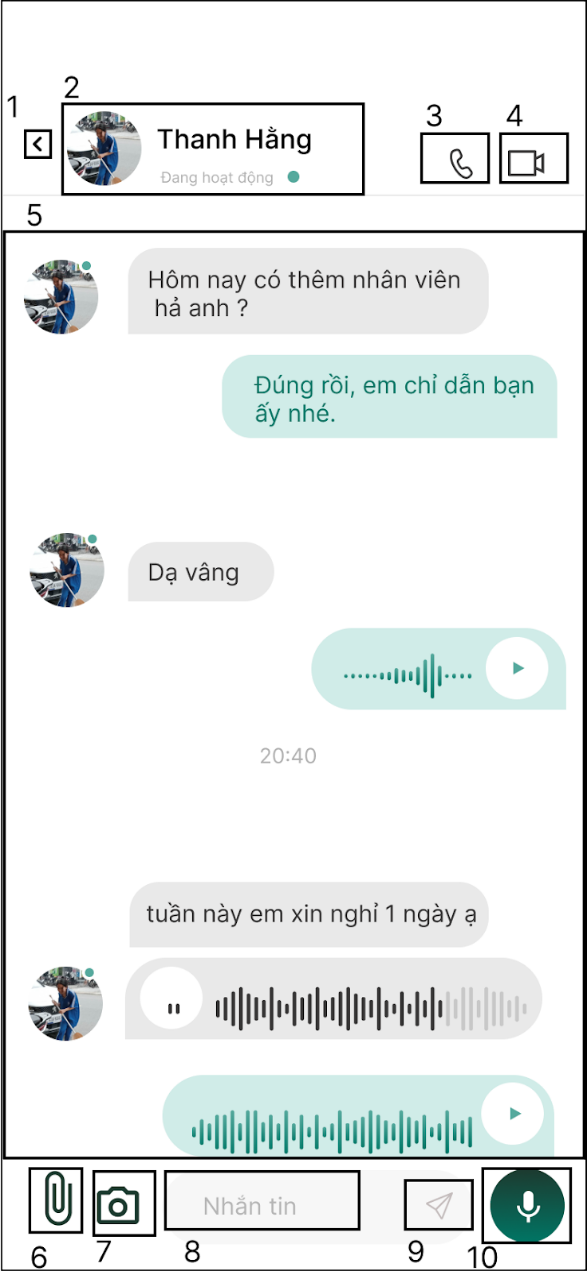 1
2
3
4
Thanh Hằng
Đang hoạt động
5
Hôm nay có thêm nhân viên
hả anh ?
Đúng rồi, em chỉ dẫn bạn
ấy nhé.
Dạ vâng
20:40
tuần này em xin nghỉ 1 ngày ạ
Nhắn tin
6
7
8
9
10